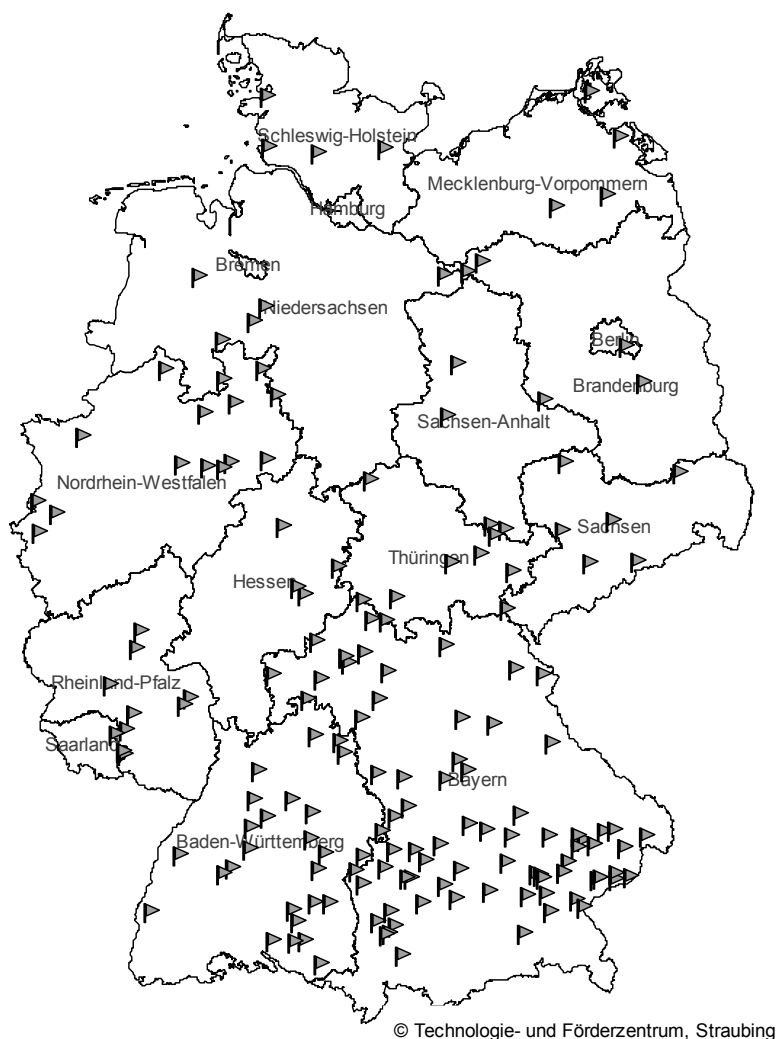 Schleswig-Holstein
Mecklenburg-Vorpommern
Hamburg
Bremen
Niedersachsen
Berlin
Brandenburg
Sachsen-Anhalt
Nordrhein-Westfalen
Sachsen
Thüringen
Hessen
Rheinland-Pfalz
Saarland
Bayern
Baden-Württemberg
© Technologie- und Förderzentrum, Straubing